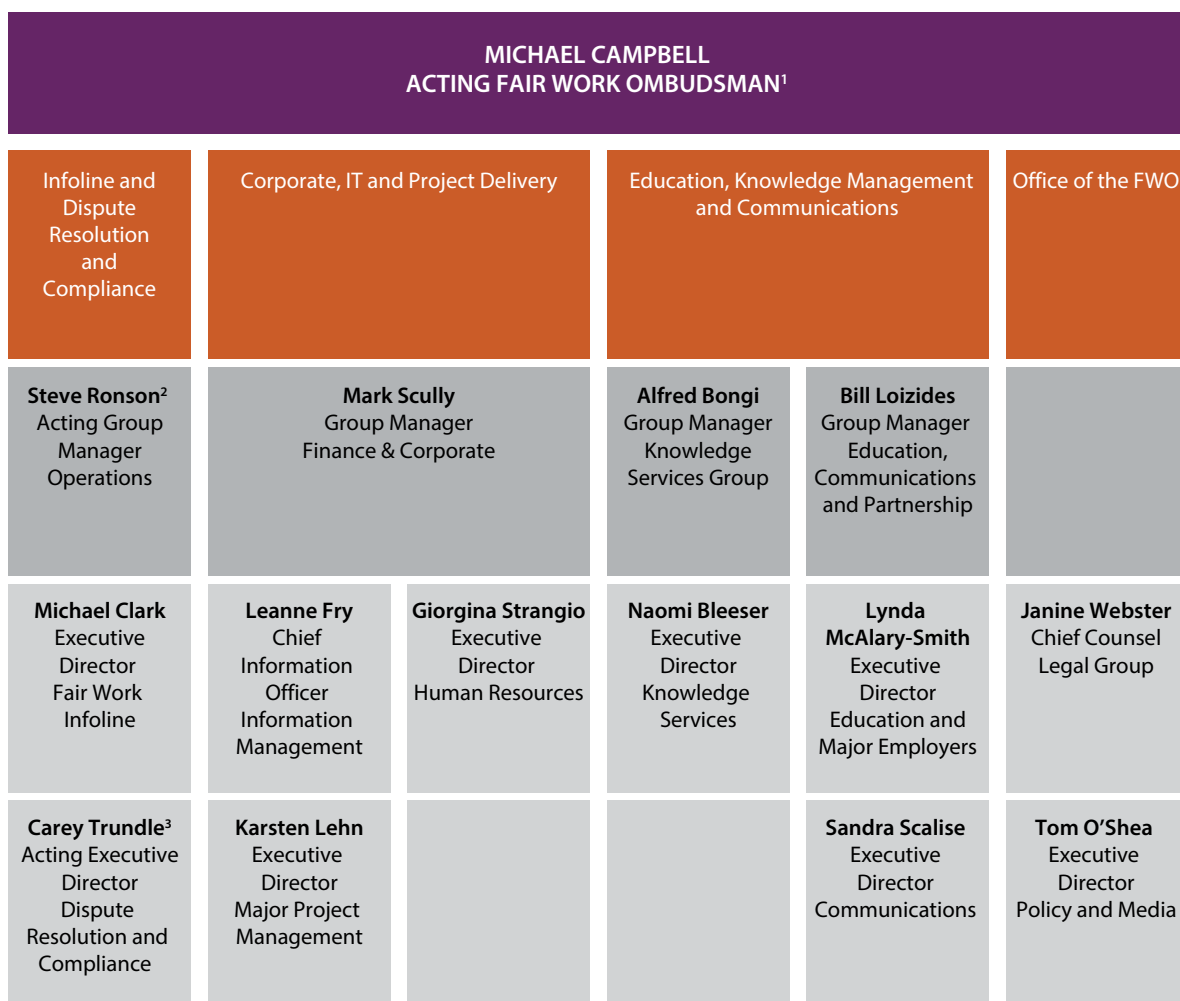 MICHAEL CAMPBELL
ACTING FAIR WORK OMBUDSMAN¹
Infoline and
Dispute
Resolution
and
Compliance
Corporate, IT and Project Delivery
Education, Knowledge Management
and Communications
Office of the FWO
Steve Ronson²
Acting Group
Manager
Operations
Mark Scully
Group Manager
Finance & Corporate
Alfred Bongi
Group Manager
Knowledge
Services Group
Bill Loizides
Group Manager
Education,
Communications
and Partnership
Michael Clark
Executive
Director
Fair Work
Infoline
Leanne Fry
Chief
Information
Officer
Information
Management
Giorgina Strangio
Executive
Director
Human Resources
Naomi Bleeser
Executive
Director
Knowledge
Services
Lynda
McAlary-Smith
Executive
Director
Education and
Major Employers
Janine Webster
Chief Counsel
Legal Group
Carey Trundle³
Acting Executive
Director
Dispute
Resolution and
Compliance
Karsten Lehn
Executive
Director
Major Project
Management
Sandra Scalise
Executive
Director
Communications
Tom O'Shea
Executive
Director
Policy and Media